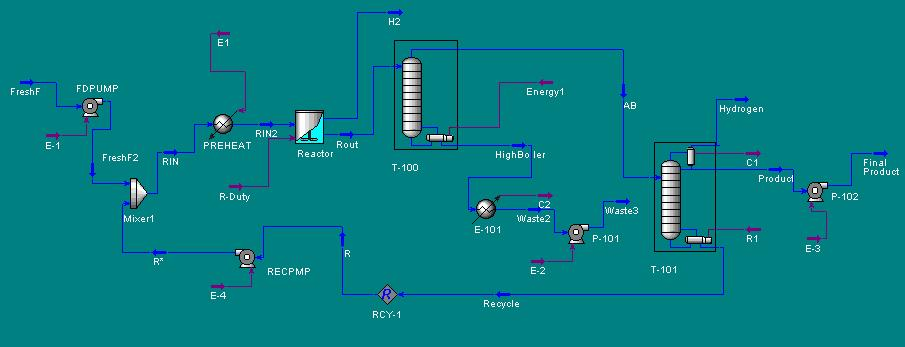 H2
E1
FreshF
FDPUMP
Energy1
AB
Hydrogen
E-1
RIN
PREHEAT
RIN2
Reactor
Rout
FreshF2
HighBoiler
T-100
C1
Product
Final
Product
R-Duty
C2
Waste2
Waste3
E-101
P-101
P-102
Mixer1
R1
E-2
E-3
T-101
R*
RECPMP
R
E-4
R
RCY-1
Recycle